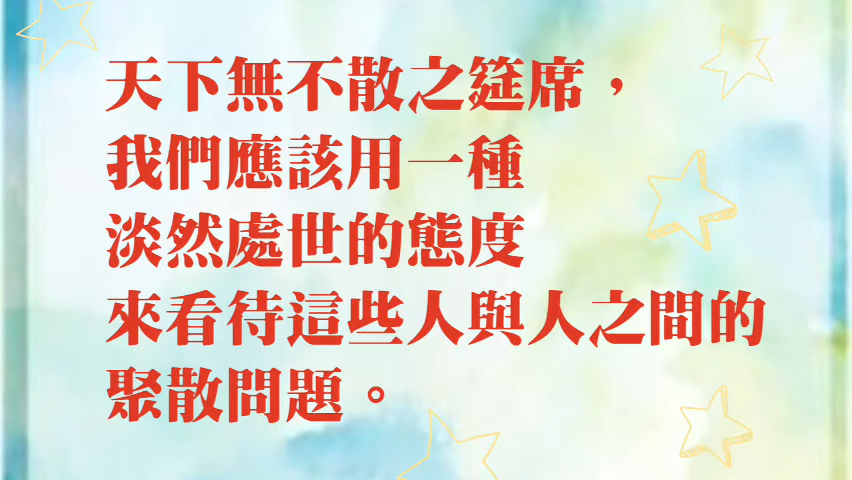 天下無不散之筵席，
我們應該用一種
淡然處世的態度
來看待這些人與人之間的
聚散問題。